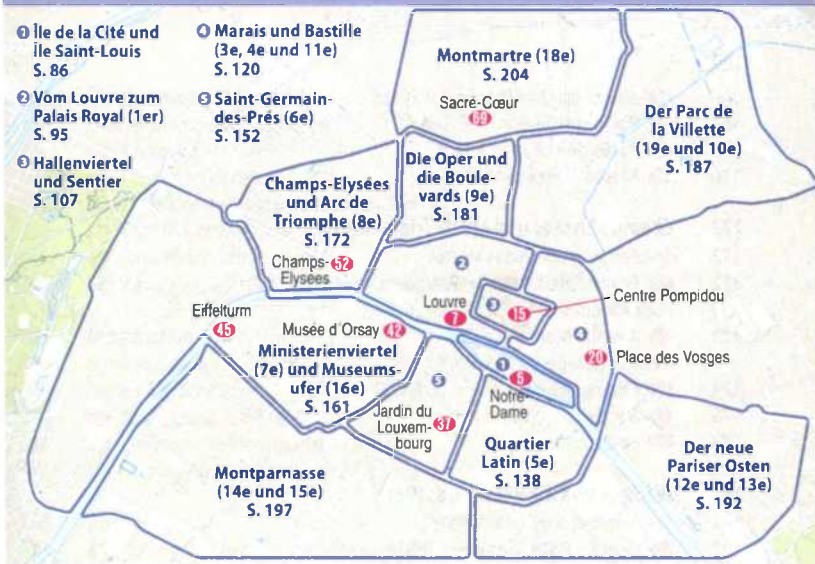 ❶ Île de la Cité und
Île Saint-Louis
S. 86
❷ Vom Louvre zum
Palais Royal (1er)
S. 95
❸ Hallenviertel
und Sentier
S. 107
❹ Marais und Bastille
(3e, 4e und 11e)
S. 120
❺ Saint-Germain-
des-Prés (6e)
S. 152
Montmartre (18e)
S. 204
Sacré-Cœur
69
Der Parc de
la Villette
(19e und 10e)
S. 187
Die Oper und
die Boule-
vards (9e)
S. 181
Champs-Elysées
und Arc de
Triomphe (8e)
S. 172
Champs-
Elysées
52
❷
Louvre
7
❸
15
Centre Pompidou
❹
20
Place des Vosges
Eiffelturm
45
Musée d'Orsay
42
Ministerienviertel
(7e) und Museums-
ufer (16e)
S. 161
❶
5
Notre-
Dame
❺
Jardin du
Louxem-
bourg
37
Quartier
Latin (5e)
S. 138
Der neue
Pariser Osten
(12e und 13e)
S. 192
Montparnasse
(14e und 15e)
S. 197